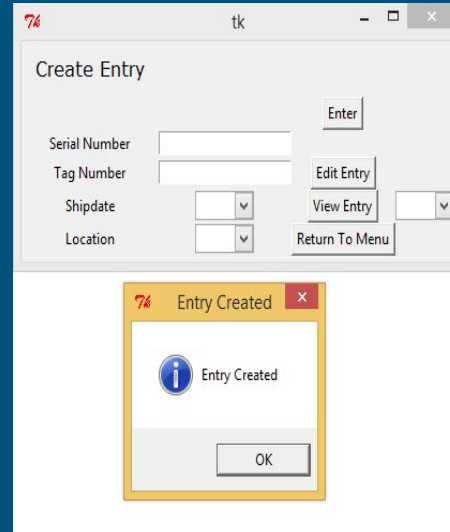 tk
Create Entry
Enter
Serial Number
Tag Number
Edit Entry
Shipdate
View Entry
Location
Return To Menu
Entry Created
Entry Created
OK